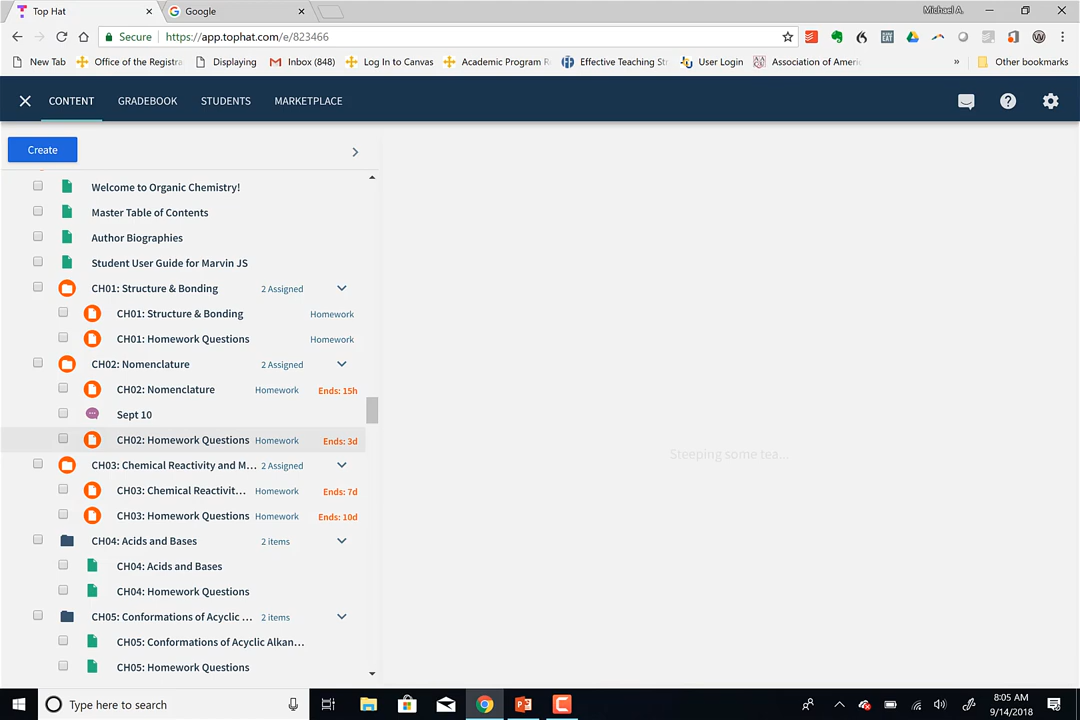 Top Hat
Google
Michael A.
Secure https://app.tophat.com/e/823466
New Tab Office of the Registra Displaying Inbox (848) Log In to Canvas Academic Program R Effective Teaching St User Login Association of Ameri » Other bookmarks
CONTENT GRADEBOOK STUDENTS MARKETPLACE
Create
Welcome to Organic Chemistry!
Master Table of Contents
Author Biographies
Student User Guide for Marvin JS
CH01: Structure & Bonding 2 Assigned
CH01: Structure & Bonding Homework
CH01: Homework Questions Homework
CH02: Nomenclature 2 Assigned
CH02: Nomenclature Homework Ends: 15h
Sept 10
CH02: Homework Questions Homework Ends: 3d
Steeping some tea...
CH03: Chemical Reactivity and M... 2 Assigned
CH03: Chemical Reactivit... Homework Ends: 7d
CH03: Homework Questions Homework Ends: 10d
CH04: Acids and Bases 2 items
CH04: Acids and Bases
CH04: Homework Questions
CH05: Conformations of Acyclic ... 2 items
CH05: Conformations of Acyclic Alkan...
CH05: Homework Questions
Type here to search
8:05 AM
9/14/2018